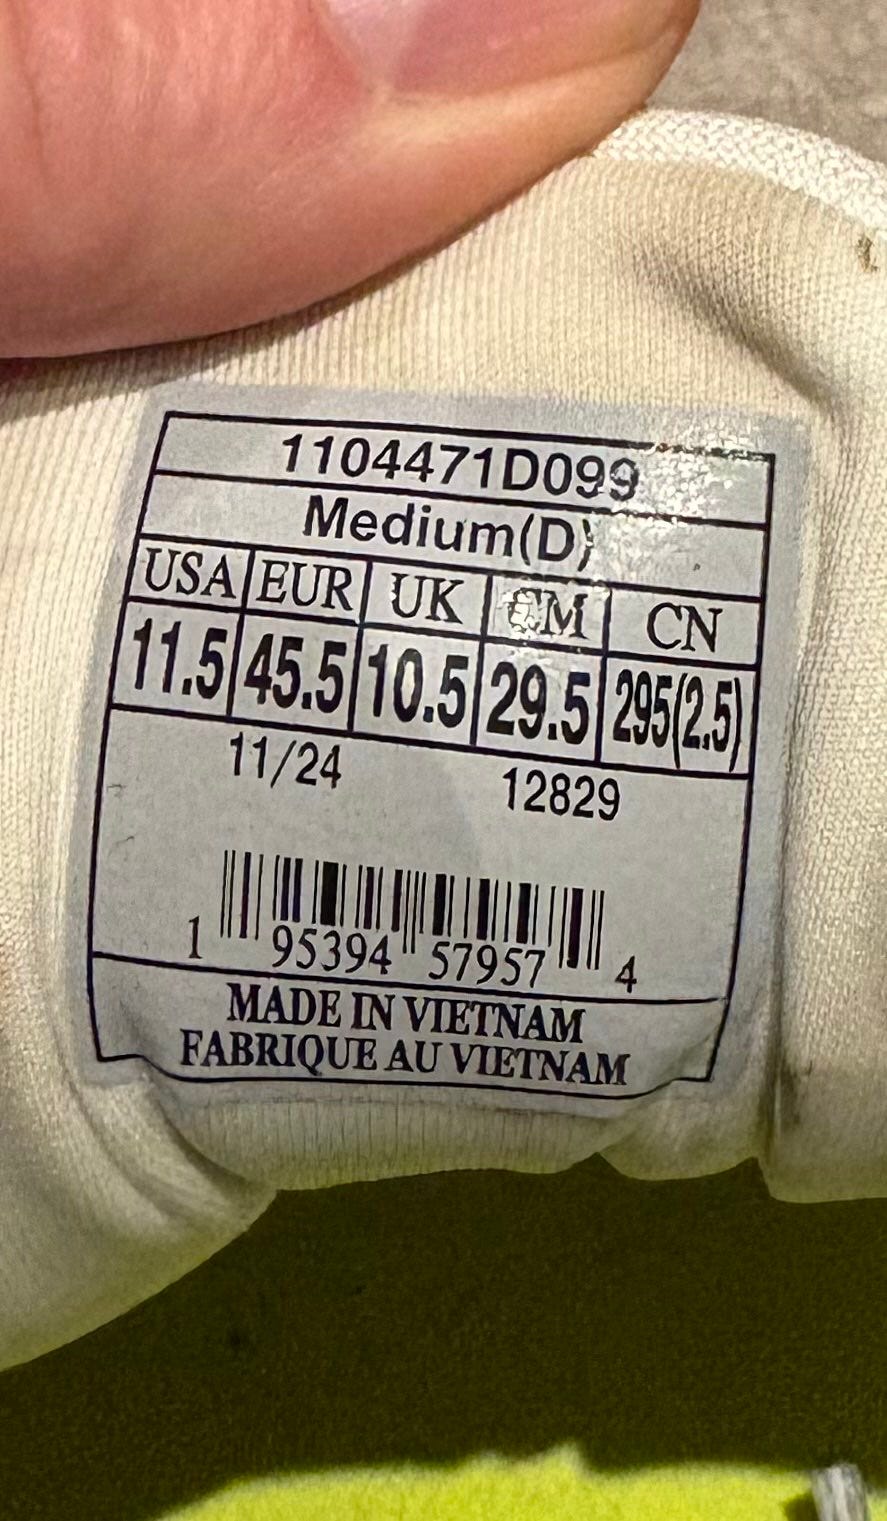 1104471D099
Medium(D)
USA EUR UK CM CN
11.5 45.5 10.5 29.5 295(2.5)
11/24 12829
1 95394 57957 4
MADE IN VIETNAM
FABRIQUE AU VIETNAM